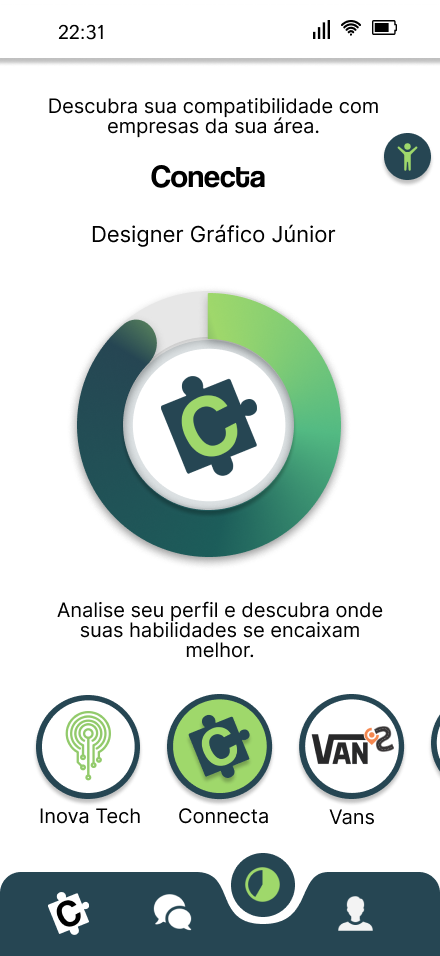 22:31
Descubra sua compatibilidade com
empresas da sua área.
Conecta
Designer Gráfico Júnior
C
Analise seu perfil e descubra onde
suas habilidades se encaixam
melhor.
C
VANS
Inova Tech
Connecta
Vans
C